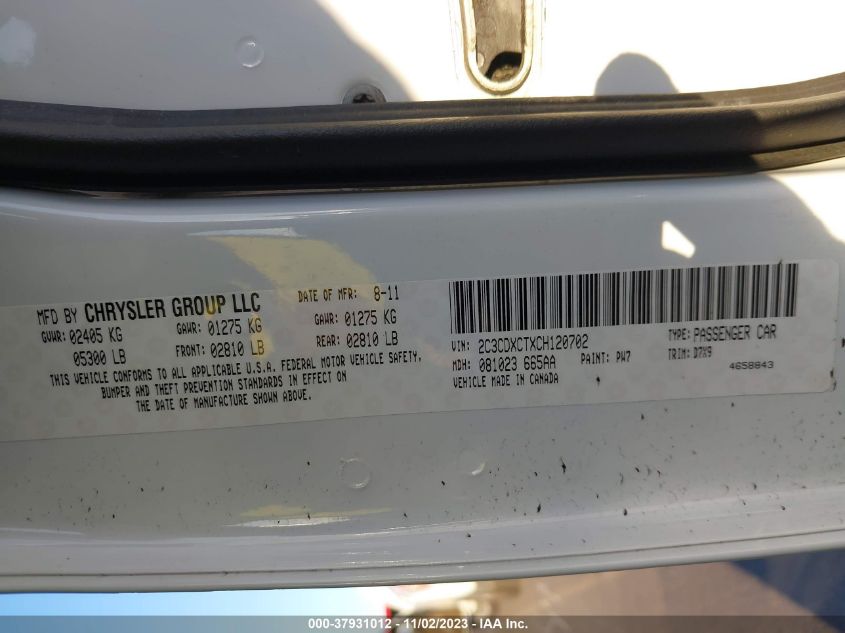 MFD BY CHRYSLER GROUP LLC DATE OF MFR: 8-11
GVWR: 02405 KG GAWR: 01275 KG GAWR: 01275 KG
05300 LB FRONT: 02810 LB REAR: 02810 LB
THIS VEHICLE CONFORMS TO ALL APPLICABLE U.S.A. FEDERAL MOTOR VEHICLE SAFETY,
BUMPER AND THEFT PREVENTION STANDARDS IN EFFECT ON
THE DATE OF MANUFACTURE SHOWN ABOVE.
VIN: 2C3CDXCTXCH120702 TYPE: PASSENGER CAR
MDH: 081023 665AA PAINT: PW7 TRIM: D7X9
VEHICLE MADE IN CANADA 4658843
000-37931012 - 11/02/2023 - © IAA Inc.